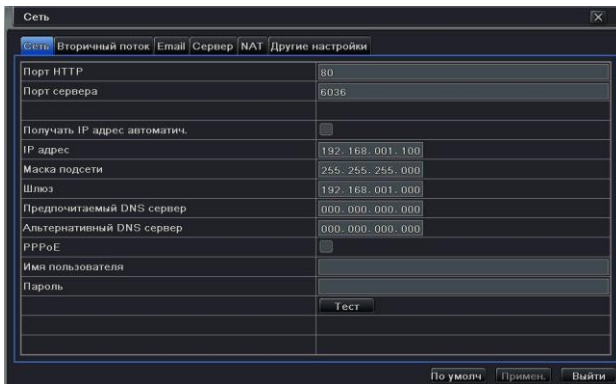 Сеть
Сеть Вторичный поток Email Сервер NAT Другие настройки
Порт HTTP 80
Порт сервера 6036
Получать IP адрес автоматич.
IP адрес 192. 168. 001. 100
Маска подсети 255. 255. 255. 000
Шлюз 192. 168. 001. 000
Предпочитаемый DNS сервер 000. 000. 000. 000
Альтернативный DNS сервер 000. 000. 000. 000
PPPoE
Имя пользователя
Пароль
Тест
По умолч Примен. Выйти